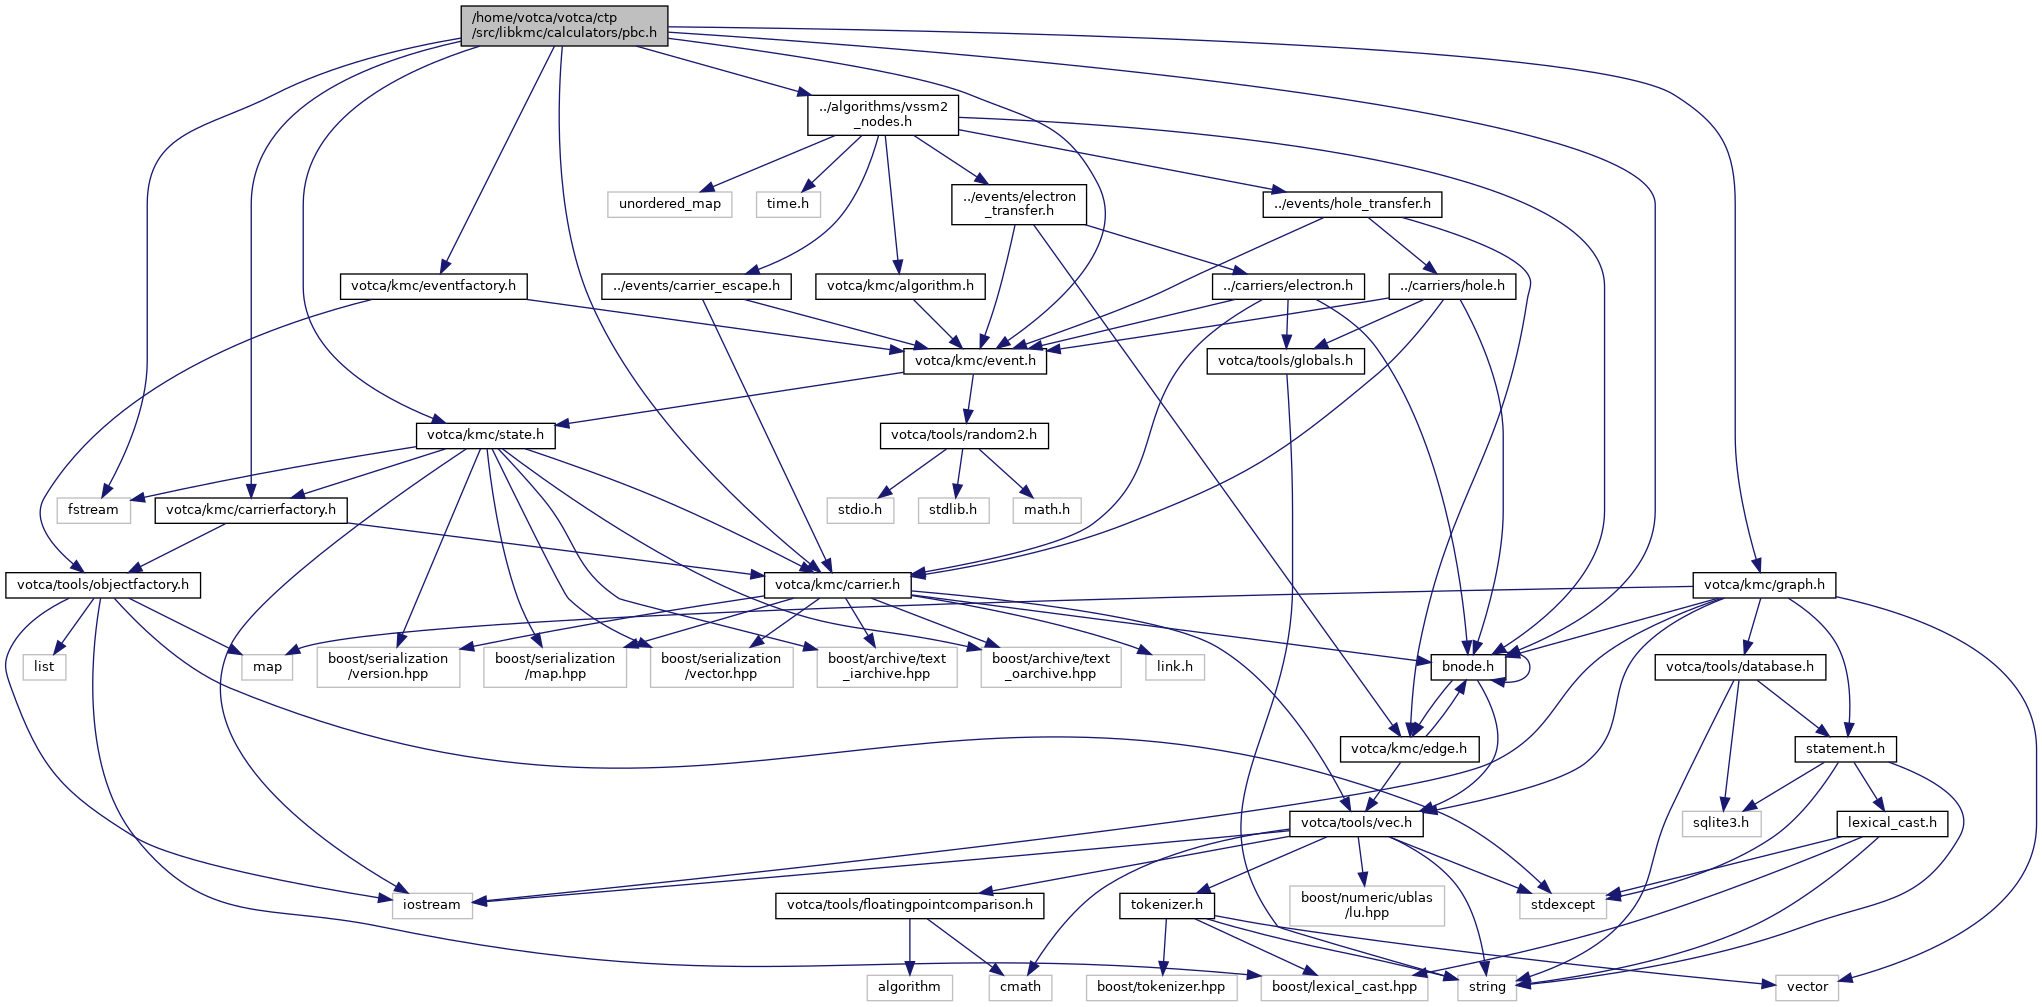 /home/votca/votca/ctp
/src/libkmc/calculators/pbc.h
../algorithms/vssm2
_nodes.h
unordered_map
time.h
../events/electron
_transfer.h
../events/hole_transfer.h
votca/kmc/eventfactory.h
../events/carrier_escape.h
votca/kmc/algorithm.h
../carriers/electron.h
../carriers/hole.h
votca/kmc/event.h
votca/tools/globals.h
votca/kmc/state.h
votca/tools/random2.h
fstream
votca/kmc/carrierfactory.h
stdio.h
stdlib.h
math.h
votca/tools/objectfactory.h
votca/kmc/carrier.h
votca/kmc/graph.h
list
map
boost/serialization
/version.hpp
boost/serialization
/map.hpp
boost/serialization
/vector.hpp
boost/archive/text
_iarchive.hpp
boost/archive/text
_oarchive.hpp
link.h
bnode.h
votca/tools/database.h
votca/kmc/edge.h
statement.h
votca/tools/vec.h
sqlite3.h
lexical_cast.h
iostream
votca/tools/floatingpointcomparison.h
tokenizer.h
boost/numeric/ublas
/lu.hpp
stdexcept
algorithm
cmath
boost/tokenizer.hpp
boost/lexical_cast.hpp
string
vector